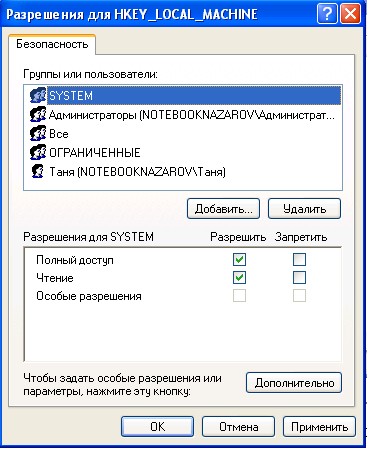 Разрешения для HKEY_LOCAL_MACHINE
Безопасность
Группы или пользователи:
SYSTEM
Администраторы (NOTEBOOKNAZAROV\Администрат...
Все
ОГРАНИЧЕННЫЕ
Таня (NOTEBOOKNAZAROV\Таня)
Добавить... Удалить
Разрешения для SYSTEM Разрешить Запретить
Полный доступ
Чтение
Особые разрешения
Чтобы задать особые разрешения или
параметры, нажмите эту кнопку: Дополнительно
OK Отмена Применить